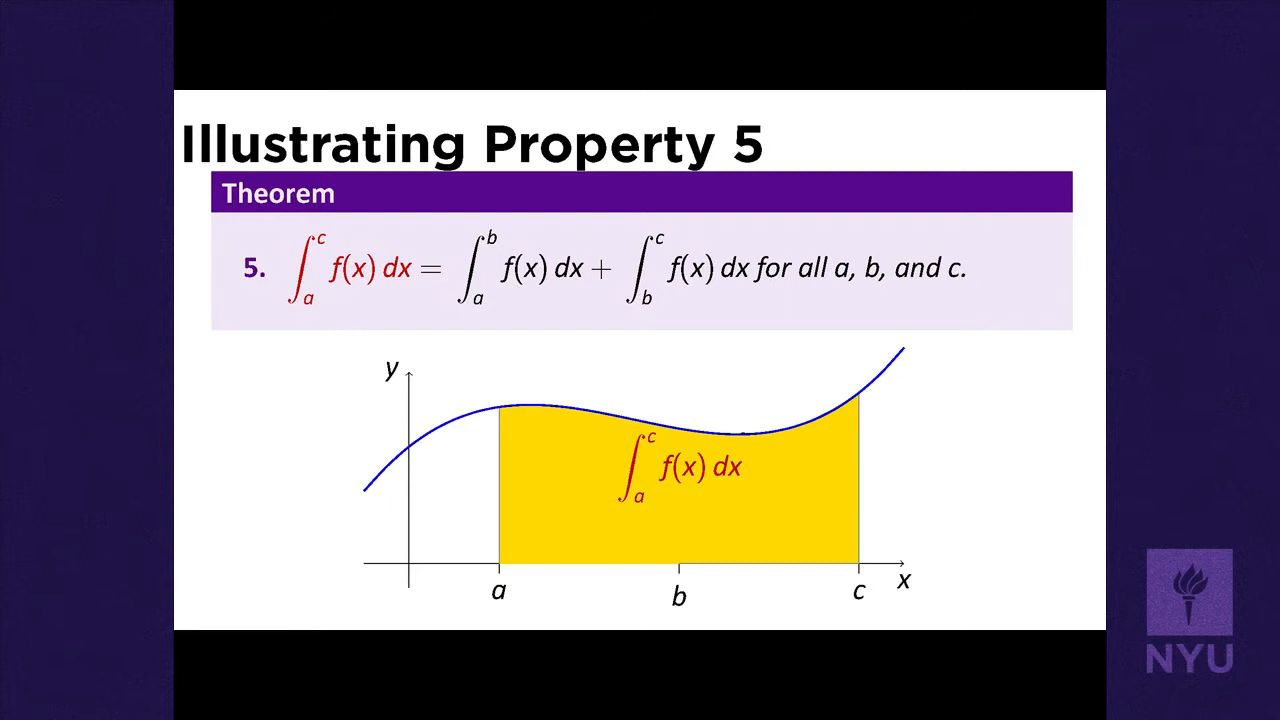 Illustrating Property 5
Theorem
5. ∫_a^c f(x) dx = ∫_a^b f(x) dx + ∫_b^c f(x) dx for all a, b, and c.
y
∫_a^c f(x) dx
a b c x
NYU